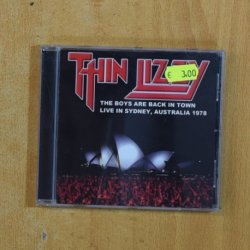 THIN LIZZY
€ 3.00
THE BOYS ARE BACK IN TOWN
LIVE IN SYDNEY, AUSTRALIA 1978